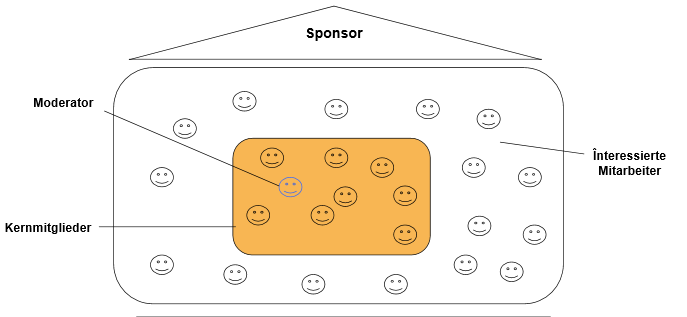 Sponsor
Moderator
Înteressierte
Mitarbeiter
Kernmitglieder